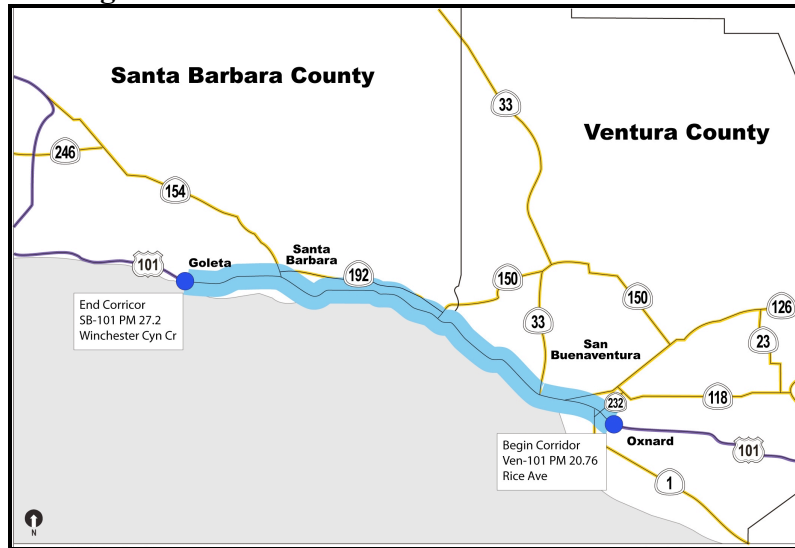 Santa Barbara County
33
Ventura County
246
154
Santa
Barbara
Goleta
101
192
150
150
126
End Corricor
SB-101 PM 27.2
Winchester Cyn Cr
33
San
Buenaventura
23
232
118
Oxnard
101
Begin Corridor
Ven-101 PM 20.76
Rice Ave
1
N